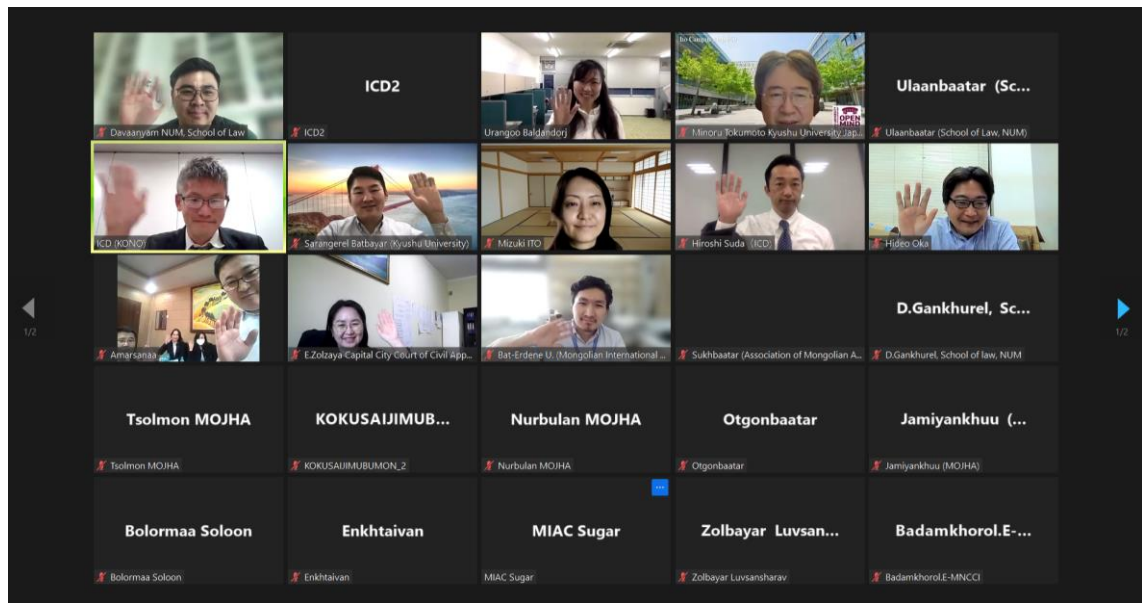 Davaanyam NUM, School of Law
ICD2
ICD2
Urangoo Baldandorj
Ito Campus
OPEN
MIND
Minoru Tokumoto Kyushu University Jap...
Ulaanbaatar (Sc...
Ulaanbaatar (School of Law, NUM)
ICD (KONO)
Sarangerel Batbayar (Kyushu University)
Mizuki ITO
Hiroshi Suda (ICD)
Hideo Oka
1/2
Amarsanaa
E.Zolzaya Capital City Court of Civil App...
Bat-Erdene U. (Mongolian International ...
Sukhbaatar (Association of Mongolian A...
D.Gankhurel, Sc...
D.Gankhurel, School of law, NUM
1/2
Tsolmon MOJHA
Tsolmon MOJHA
KOKUSAIJIMUB...
KOKUSAIJIMUBUMON_2
Nurbulan MOJHA
Nurbulan MOJHA
Otgonbaatar
Otgonbaatar
Jamiyankhuu (...
Jamiyankhuu (MOJHA)
Bolormaa Soloon
Bolormaa Soloon
Enkhtaivan
Enkhtaivan
...
MIAC Sugar
MIAC Sugar
Zolbayar Luvsan...
Zolbayar Luvsansharav
Badamkhorol.E-...
Badamkhorol.E-MNCCI